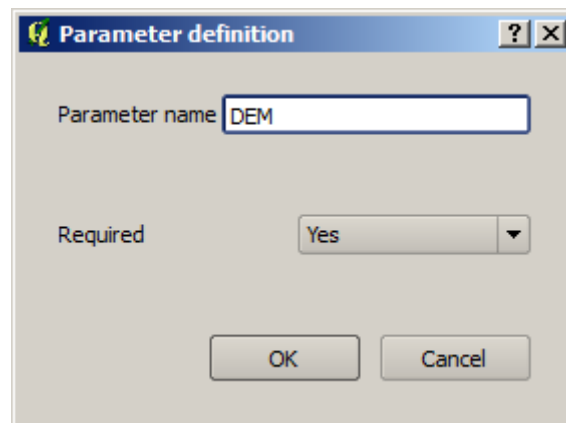 Parameter definition
Parameter name DEM
Required Yes
OK Cancel